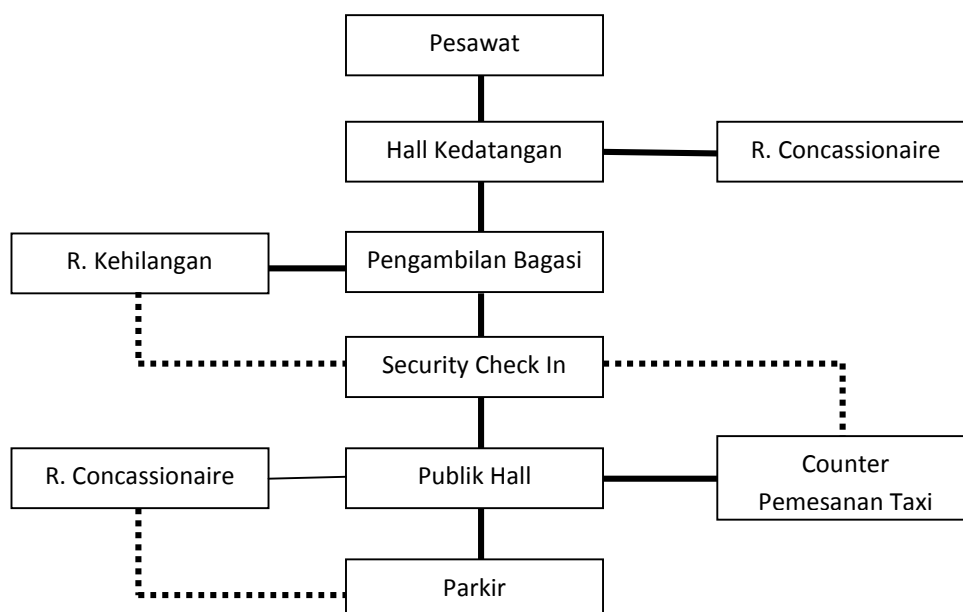 Pesawat
Hall Kedatangan
R. Concassionaire
R. Kehilangan
Pengambilan Bagasi
Security Check In
R. Concassionaire
Publik Hall
Counter
Pemesanan Taxi
Parkir